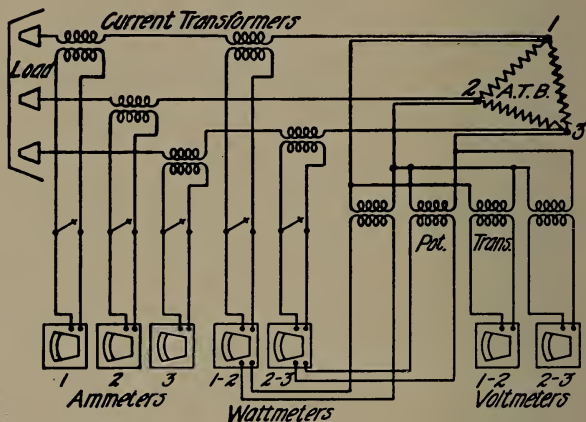 Current Transformers
1
Load
2 A.T.B.
3
Pot. Trans.
1 2 3 1-2 2-3 1-2 2-3
Ammeters Wattmeters Voltmeters